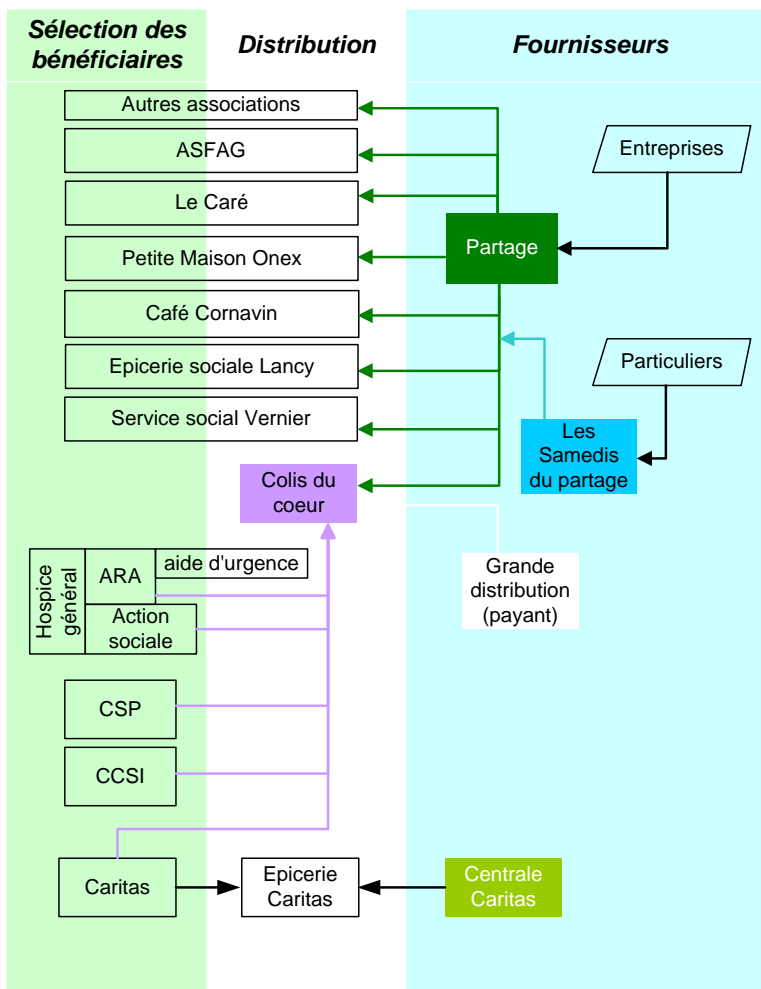 Sélection des
bénéficiaires
Distribution
Fournisseurs
Autres associations
ASFAG
Entreprises
Le Caré
Partage
Petite Maison Onex
Café Cornavin
Epicerie sociale Lancy
Particuliers
Service social Vernier
Les
Samedis
du partage
Colis du
coeur
Hospice
général
ARA
aide d'urgence
Action
sociale
Grande
distribution
(payant)
CSP
CCSI
Caritas
Epicerie
Caritas
Centrale
Caritas